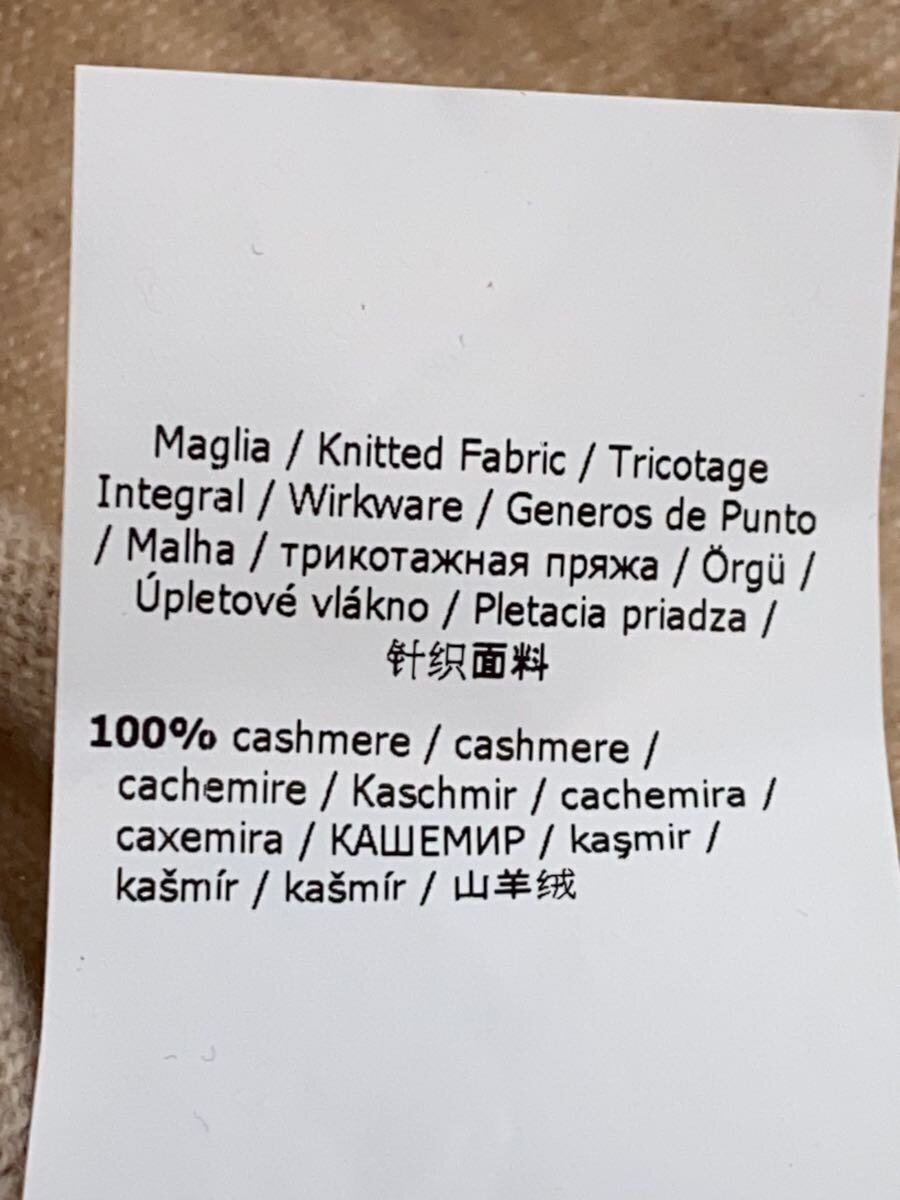 Maglia / Knitted Fabric / Tricotage
Integral / Wirkware / Generos de Punto
/ Malha / трикотажная пряжа / Örgü /
Úpletové vlákno / Pletacia priadza /
针织面料
100% cashmere / cashmere /
cachemire / Kaschmir / cachemira /
caxemira / КАШЕМИР / kaşmir /
kašmír / kašmír / 山羊绒